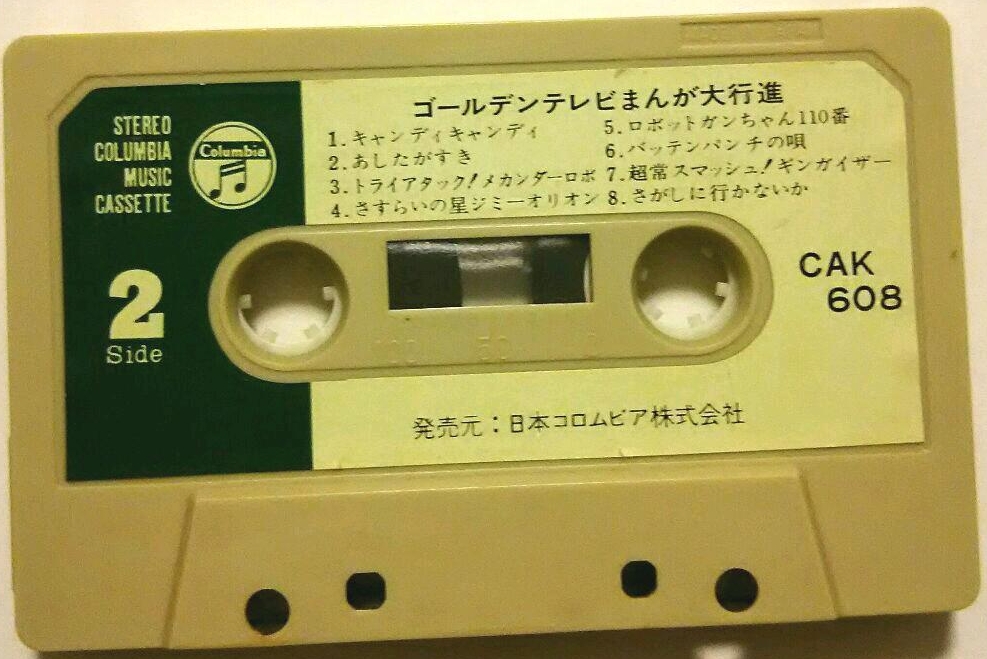 ゴールデンテレビまんが大行進
STEREO
COLUMBIA
MUSIC
CASSETTE
Columbia
1.キャンディキャンディ
2.あしたがすき
3.トライアタック!メカンダーロボ
4.さすらいの星ジミーオリオン
5.ロボットガンちゃん110番
6.バッテンパンチの唄
7.超常スマッシュ!ギンガイザー
8.さがしに行かないか
2
Side
CAK
608
100 50 0
発売元:日本コロムビア株式会社